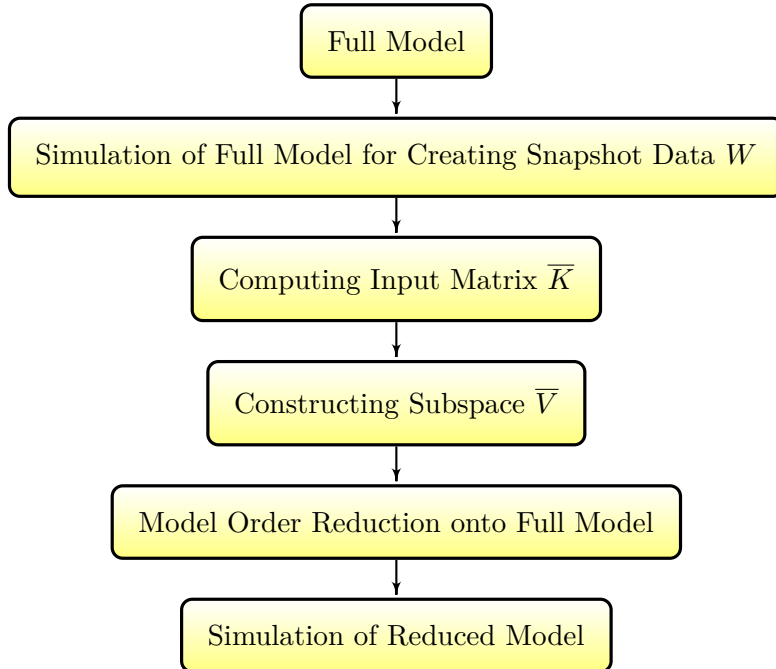 Full Model
Simulation of Full Model for Creating Snapshot Data W
Computing Input Matrix K̅
Constructing Subspace V̅
Model Order Reduction onto Full Model
Simulation of Reduced Model